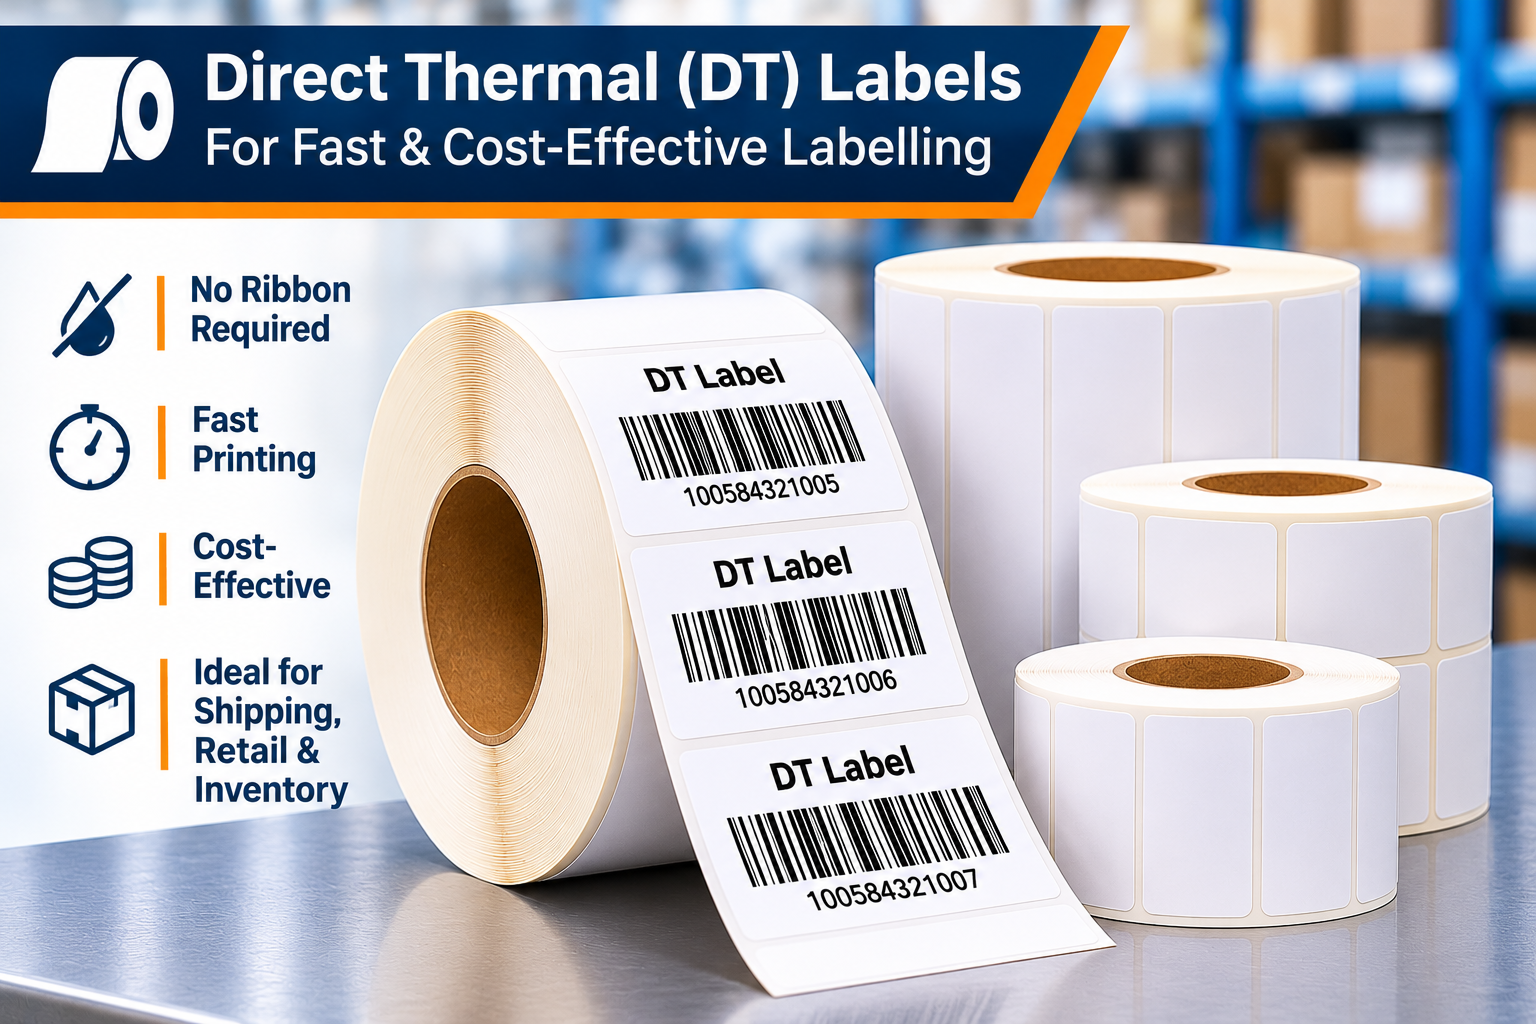 Direct Thermal (DT) Labels
For Fast & Cost-Effective Labelling
No Ribbon
Required
Fast
Printing
Cost-
Effective
Ideal for
Shipping,
Retail &
Inventory
DT Label
100584321005
DT Label
100584321006
DT Label
100584321007